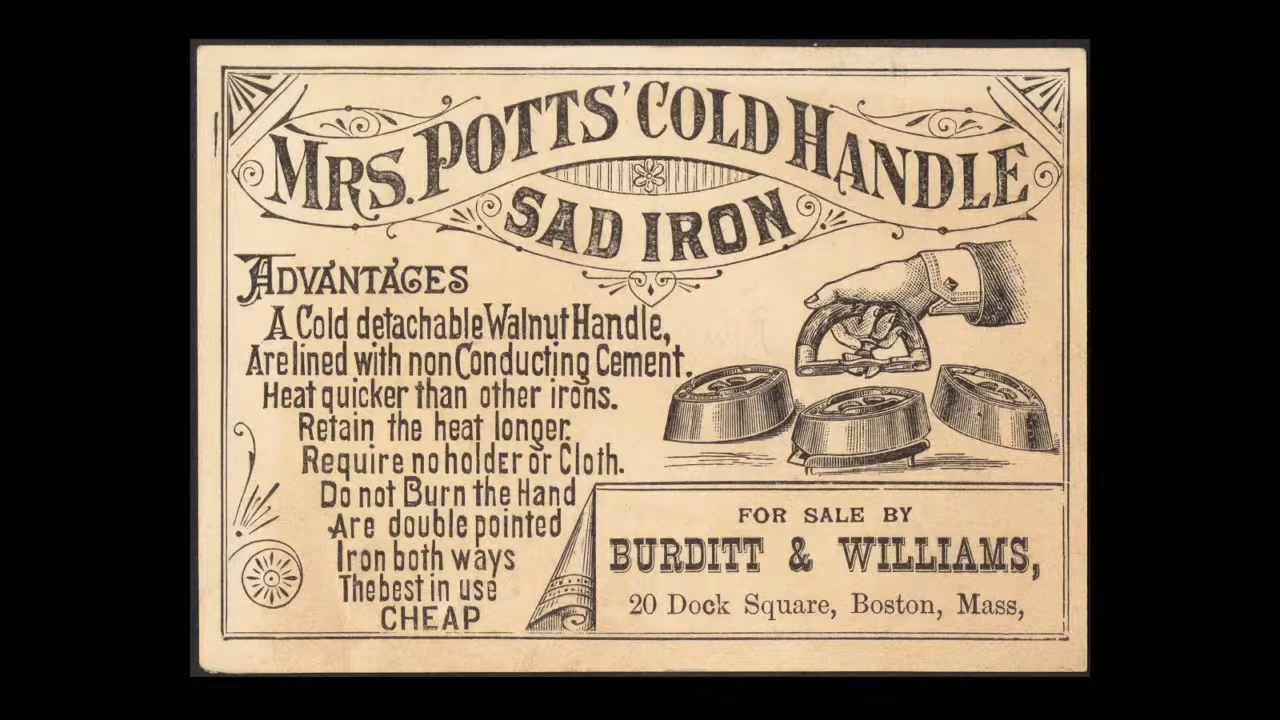 MRS. POTTS' COLD HANDLE
SAD IRON
ADVANTAGES
A Cold detachable Walnut Handle,
Are lined with non Conducting Cement.
Heat quicker than other irons.
Retain the heat longer.
Require no holder or Cloth.
Do not Burn the Hand
Are double pointed
Iron both ways
The best in use
CHEAP
FOR SALE BY
BURDITT & WILLIAMS,
20 Dock Square, Boston, Mass,